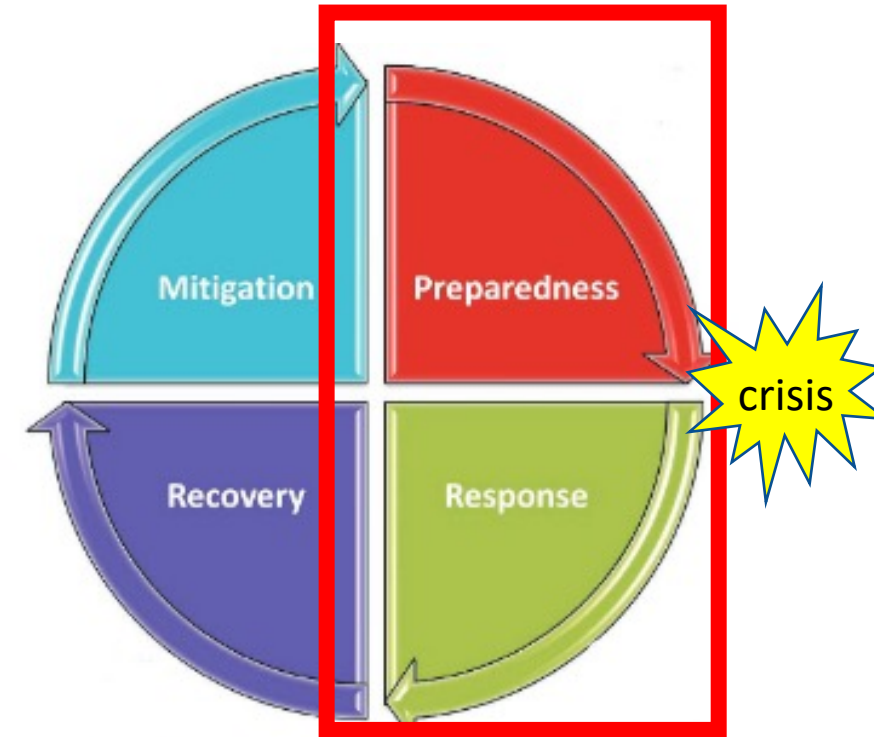 Mitigation
Preparedness
crisis
Recovery
Response